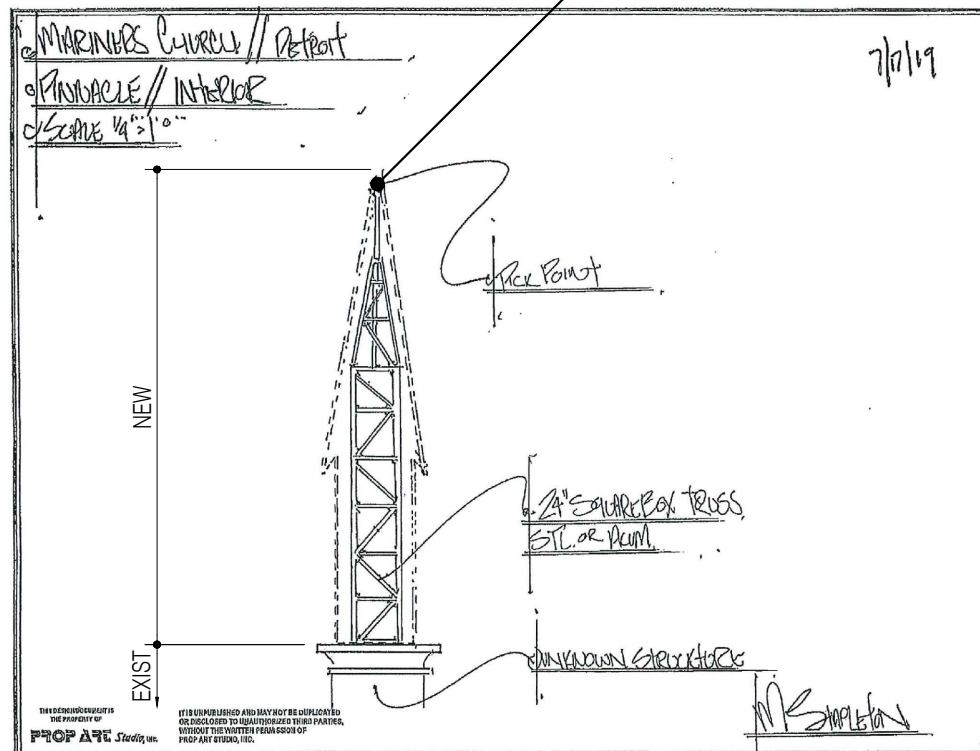 MARINERS CHURCH // Detroit
7/17/19
PINNACLE // INTERIOR
SCALE 1/4" = 1'0"
PICK POINT
NEW
24" SQUARE BOX TRUSS
STL. OR ALUM.
EXIST
UNKNOWN STRUCKTURE
M STAPLETON
THIS DESIGN/DOCUMENT IS
THE PROPERTY OF
PROP ART Studio, INC.
IT IS UNPUBLISHED AND MAY NOT BE DUPLICATED
OR DISCLOSED TO UNAUTHORIZED THIRD PARTIES,
WITHOUT THE WRITTEN PERMISSION OF
PROP ART STUDIO, INC.